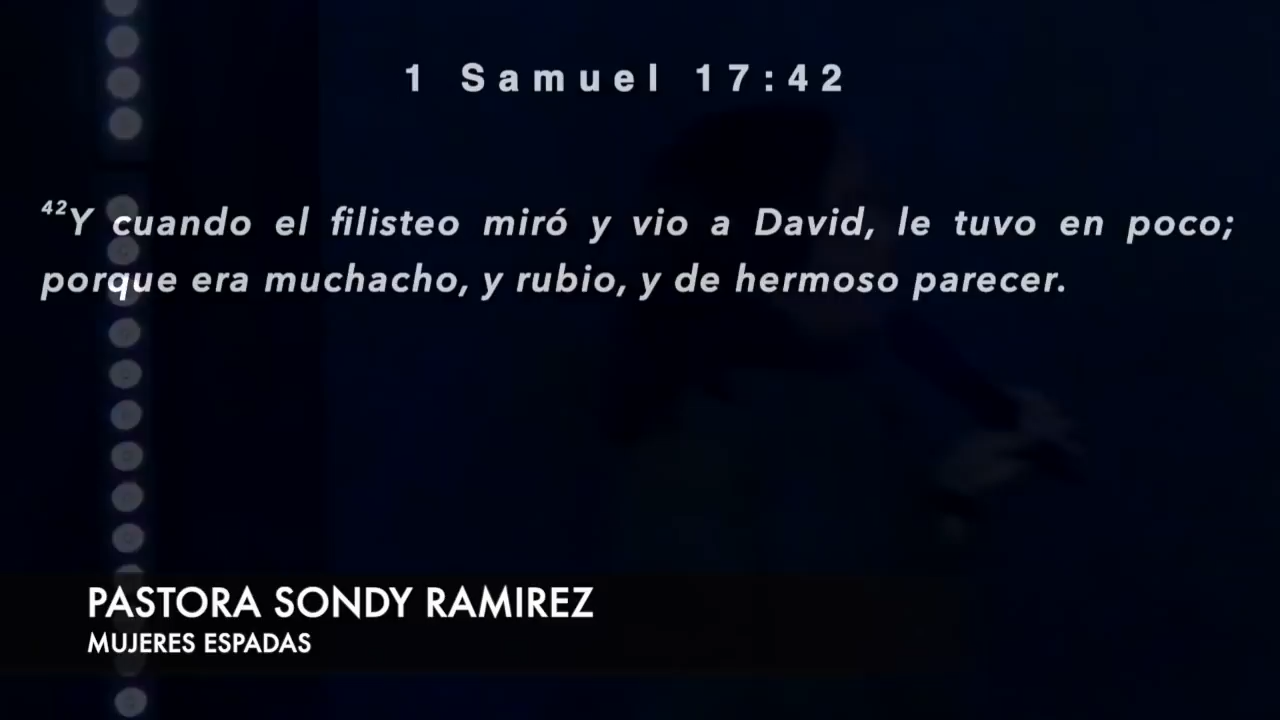 1 Samuel 17:42
⁴²Y cuando el filisteo miró y vio a David, le tuvo en poco;
porque era muchacho, y rubio, y de hermoso parecer.
PASTORA SONDY RAMIREZ
MUJERES ESPADAS